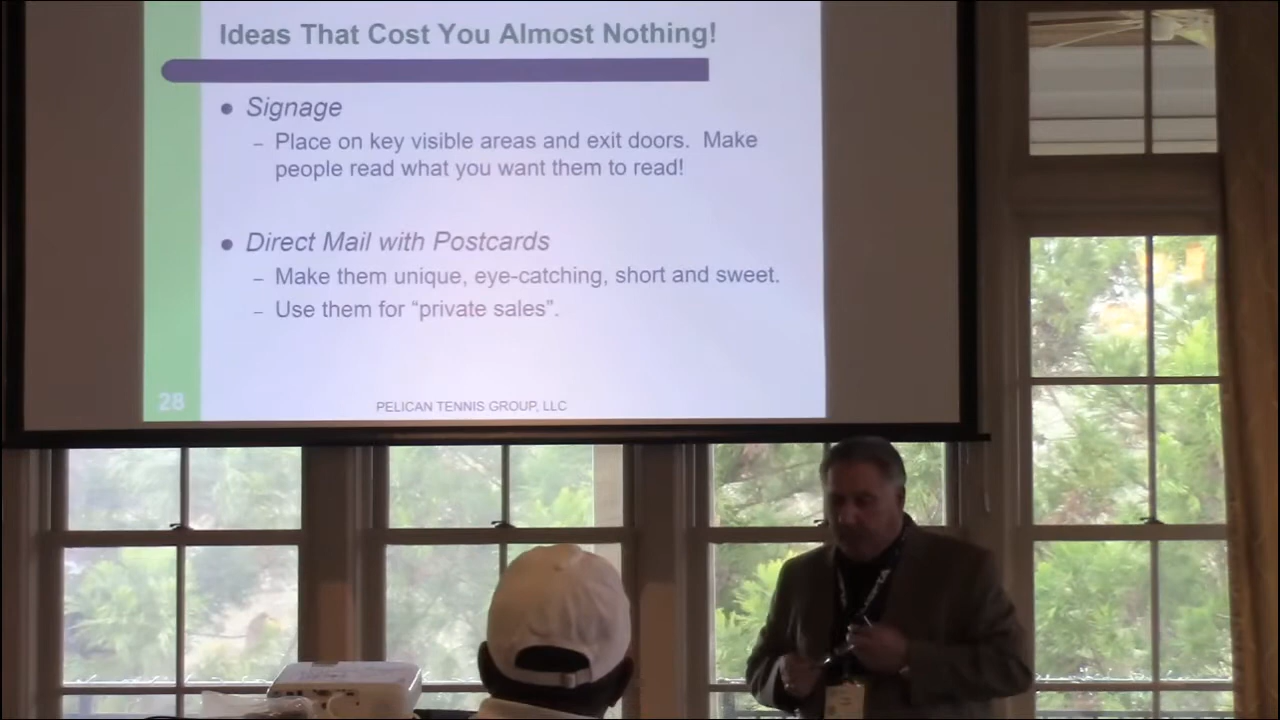 Ideas That Cost You Almost Nothing!
● Signage
– Place on key visible areas and exit doors. Make
people read what you want them to read!
● Direct Mail with Postcards
– Make them unique, eye-catching, short and sweet.
– Use them for “private sales”.
28
PELICAN TENNIS GROUP, LLC